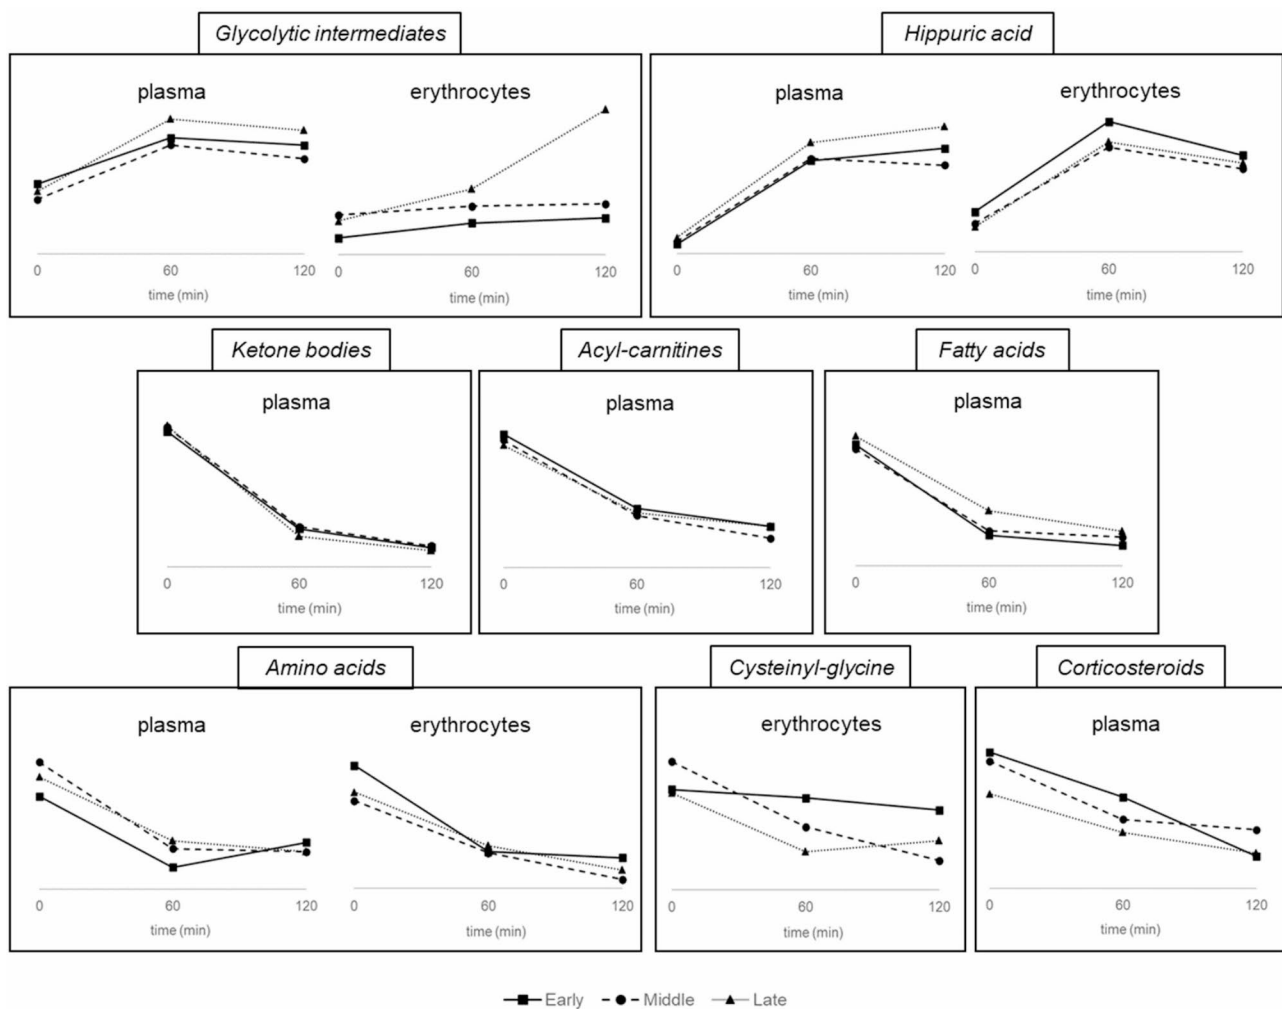 Glycolytic intermediates
Hippuric acid
plasma
erythrocytes
plasma
erythrocytes
0 60 120
time (min)
0 60 120
time (min)
0 60 120
time (min)
0 60 120
time (min)
Ketone bodies
Acyl-carnitines
Fatty acids
plasma
plasma
plasma
0 60 120
time (min)
0 60 120
time (min)
0 60 120
time (min)
Amino acids
Cysteinyl-glycine
Corticosteroids
plasma
erythrocytes
erythrocytes
plasma
0 60 120
time (min)
0 60 120
time (min)
0 60 120
time (min)
0 60 120
time (min)
Early Middle Late